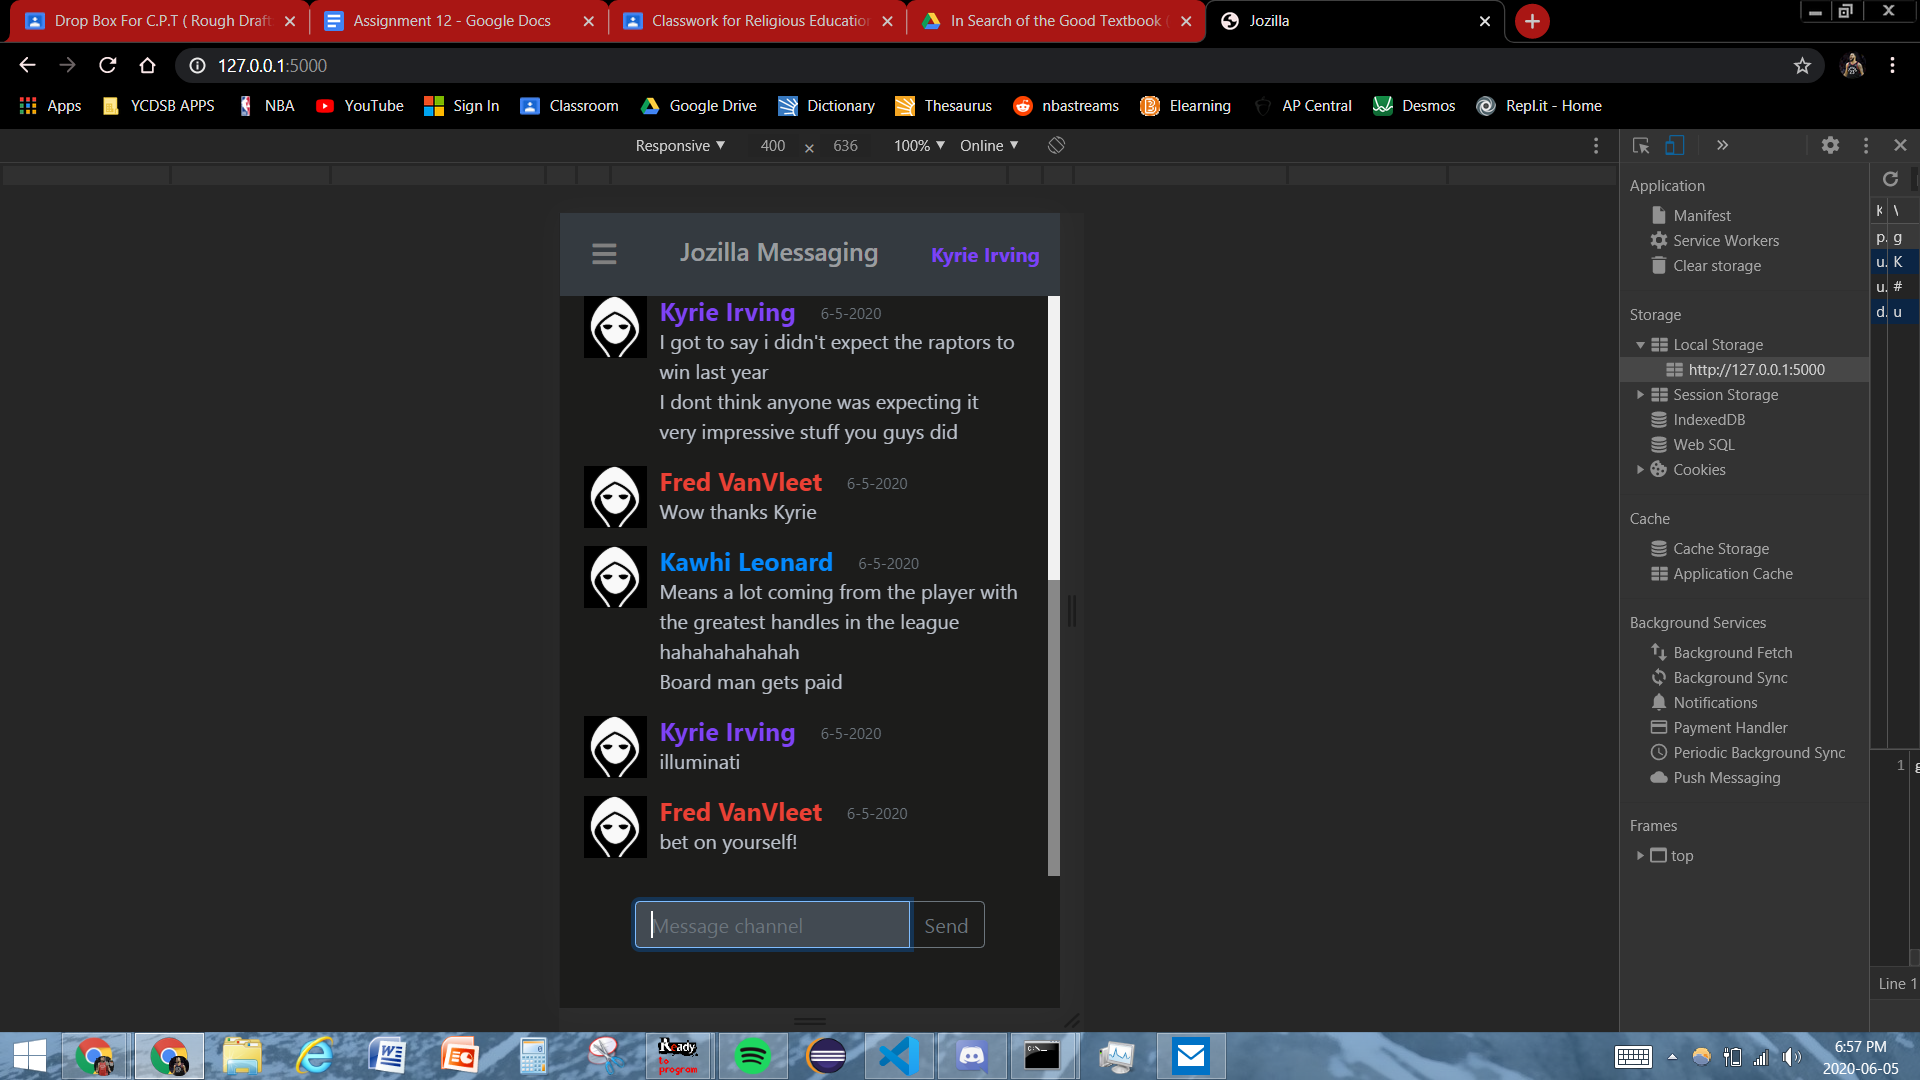 Drop Box For C.P.T ( Rough Draft
Assignment 12 - Google Docs
Classwork for Religious Education
In Search of the Good Textbook (
Jozilla
127.0.0.1:5000
Apps
YCDSB APPS
NBA
YouTube
Sign In
Classroom
Google Drive
Dictionary
Thesaurus
nbastreams
Elearning
AP Central
Desmos
Repl.it - Home
Responsive ▼ 400 × 636 100% ▼ Online ▼
Jozilla Messaging
Kyrie Irving
Kyrie Irving 6-5-2020
I got to say i didn't expect the raptors to
win last year
I dont think anyone was expecting it
very impressive stuff you guys did
Fred VanVleet 6-5-2020
Wow thanks Kyrie
Kawhi Leonard 6-5-2020
Means a lot coming from the player with
the greatest handles in the league
hahahahahahah
Board man gets paid
Kyrie Irving 6-5-2020
illuminati
Fred VanVleet 6-5-2020
bet on yourself!
Message channel
Send
Application
Manifest
Service Workers
Clear storage
Storage
Local Storage
http://127.0.0.1:5000
Session Storage
IndexedDB
Web SQL
Cookies
Cache
Cache Storage
Application Cache
Background Services
Background Fetch
Background Sync
Notifications
Payment Handler
Periodic Background Sync
Push Messaging
Frames
top
p. g
u. K
u. #
d. u
1
Line 1
Ready
to
program
6:57 PM
2020-06-05